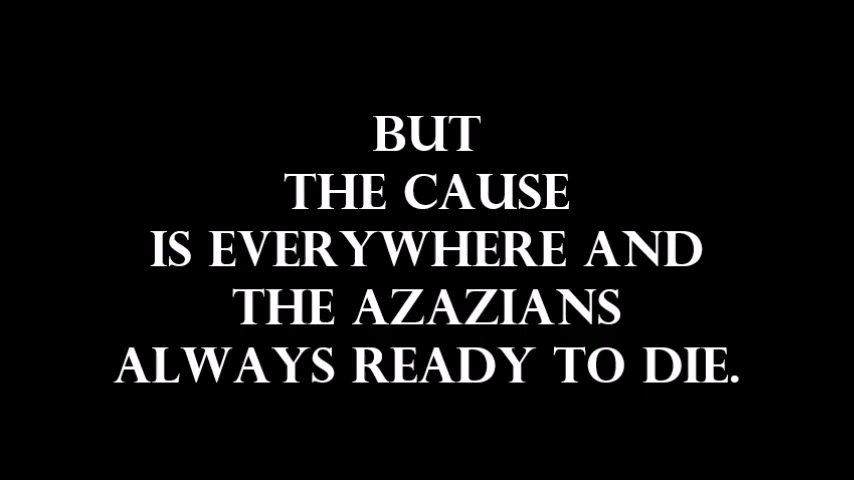 BUT
THE CAUSE
IS EVERYWHERE AND
THE AZAZIANS
ALWAYS READY TO DIE.